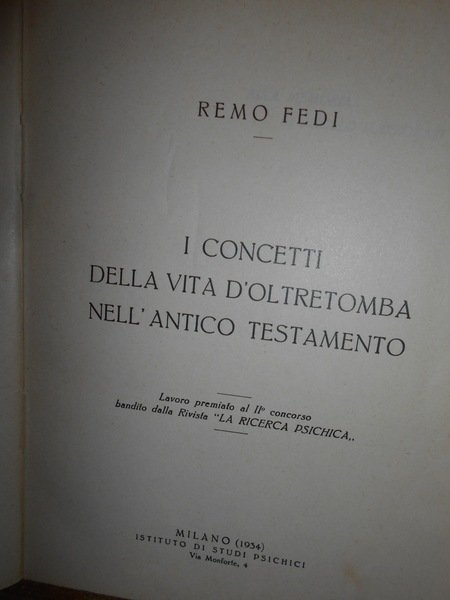 REMO FEDI
I CONCETTI
DELLA VITA D'OLTRETOMBA
NELL'ANTICO TESTAMENTO
Lavoro premiato al II° concorso
bandito dalla Rivista "LA RICERCA PSICHICA„
MILANO (1934)
ISTITUTO DI STUDI PSICHICI
Via Monforte, 4